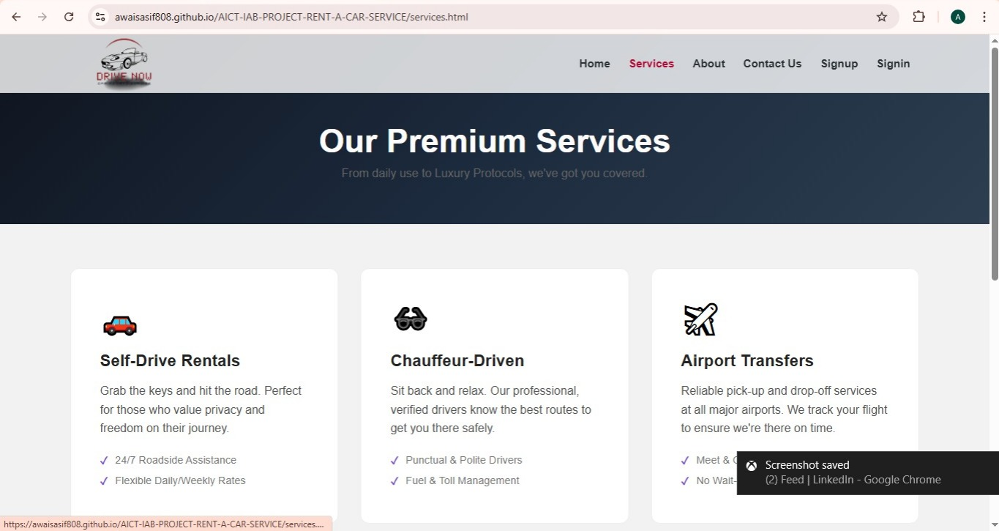 awaisasif808.github.io/AICT-IAB-PROJECT-RENT-A-CAR-SERVICE/services.html
A
DRIVE NOW
Home Services About Contact Us Signup Signin
Our Premium Services
From daily use to Luxury Protocols, we've got you covered.
Self-Drive Rentals
Grab the keys and hit the road. Perfect
for those who value privacy and
freedom on their journey.
✓ 24/7 Roadside Assistance
✓ Flexible Daily/Weekly Rates
Chauffeur-Driven
Sit back and relax. Our professional,
verified drivers know the best routes to
get you there safely.
✓ Punctual & Polite Drivers
✓ Fuel & Toll Management
Airport Transfers
Reliable pick-up and drop-off services
at all major airports. We track your flight
to ensure we're there on time.
✓ Meet &
✓ No Wait-
Screenshot saved
(2) Feed | LinkedIn - Google Chrome
https://awaisasif808.github.io/AICT-IAB-PROJECT-RENT-A-CAR-SERVICE/services....